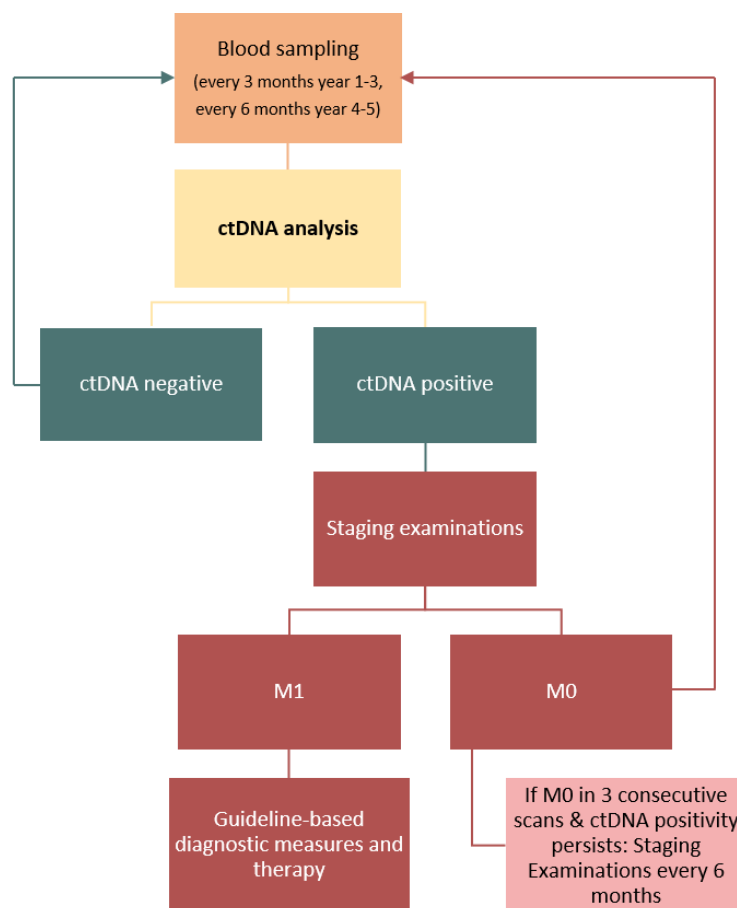 Blood sampling
(every 3 months year 1-3,
every 6 months year 4-5)
ctDNA analysis
ctDNA negative
ctDNA positive
Staging examinations
M1
M0
Guideline-based
diagnostic measures and
therapy
If M0 in 3 consecutive
scans & ctDNA positivity
persists: Staging
Examinations every 6
months